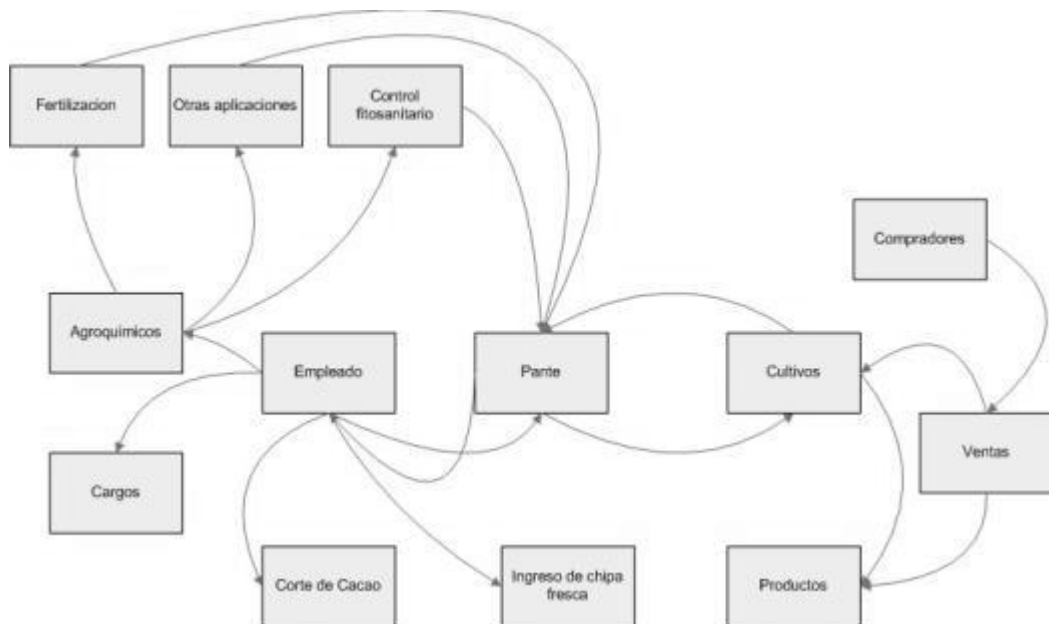 Fertilizacion
Otras aplicaciones
Control
fitosanitario
Compradores
Agroquimicos
Empleado
Pante
Cultivos
Ventas
Cargos
Corte de Cacao
Ingreso de chipa
fresca
Productos